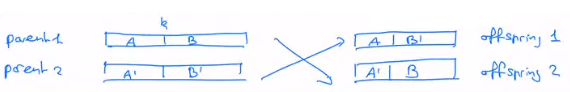 k
parent 1 A B A B' offspring 1
parent 2 A' B' A' B offspring 2